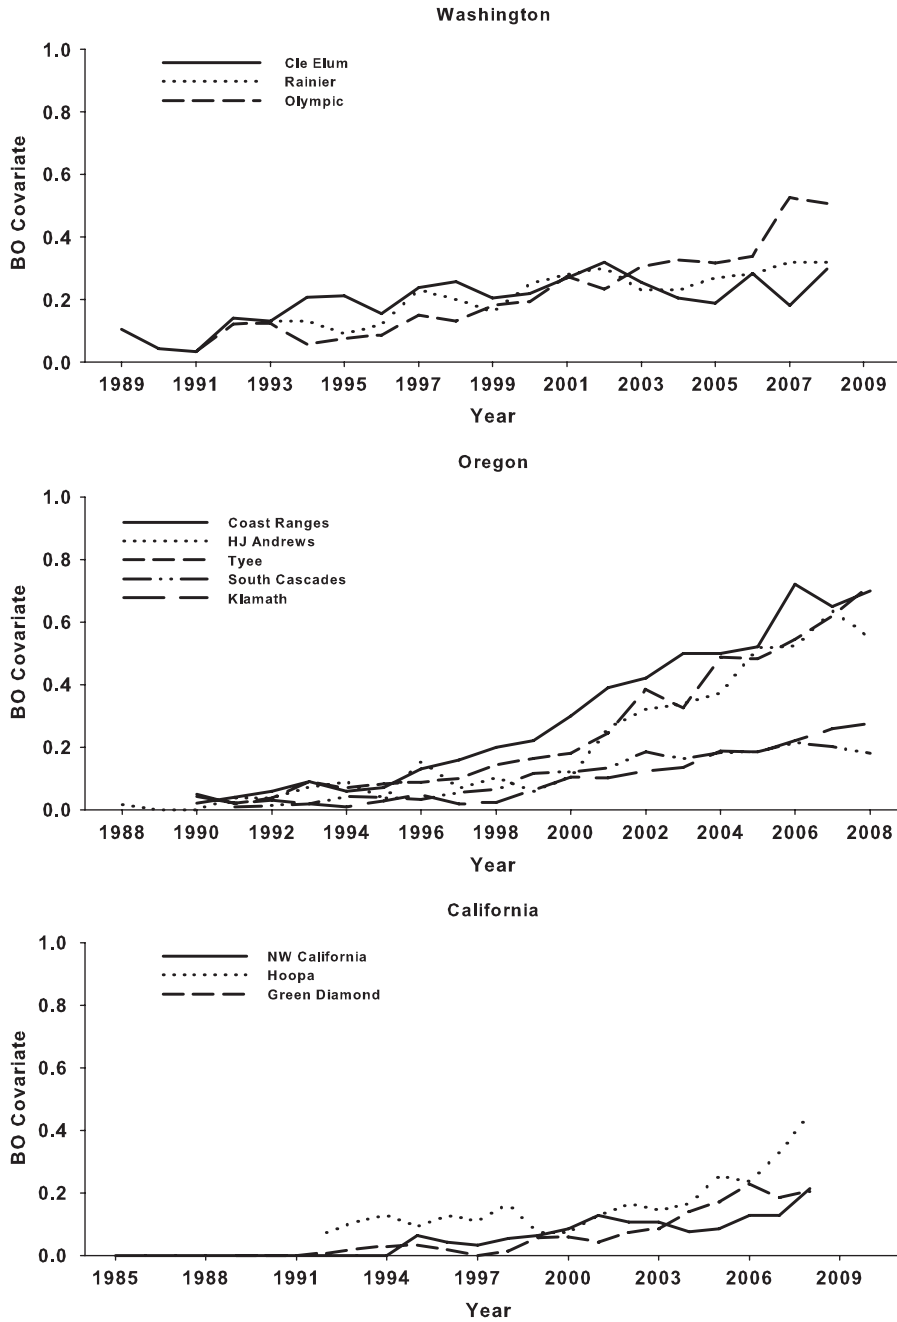 Washington
1.0
Cle Elum
Rainier
Olympic
0.8
0.6
BO Covariate
0.4
0.2
0.0
1989 1991 1993 1995 1997 1999 2001 2003 2005 2007 2009
Year
Oregon
1.0
Coast Ranges
HJ Andrews
Tyee
South Cascades
Klamath
0.8
0.6
BO Covariate
0.4
0.2
0.0
1988 1990 1992 1994 1996 1998 2000 2002 2004 2006 2008
Year
California
1.0
NW California
Hoopa
Green Diamond
0.8
0.6
BO Covariate
0.4
0.2
0.0
1985 1988 1991 1994 1997 2000 2003 2006 2009
Year